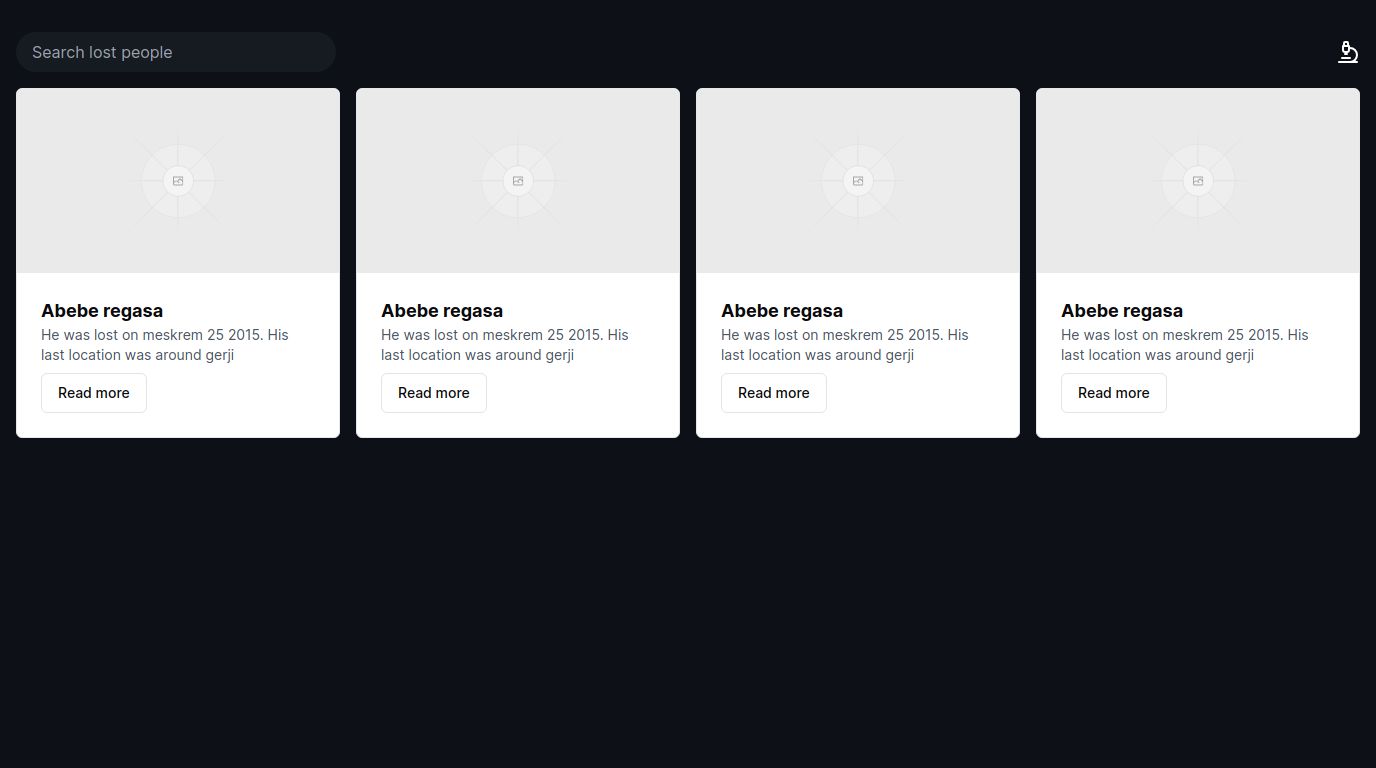 Search lost people
Abebe regasa
He was lost on meskrem 25 2015. His
last location was around gerji
Read more
Abebe regasa
He was lost on meskrem 25 2015. His
last location was around gerji
Read more
Abebe regasa
He was lost on meskrem 25 2015. His
last location was around gerji
Read more
Abebe regasa
He was lost on meskrem 25 2015. His
last location was around gerji
Read more